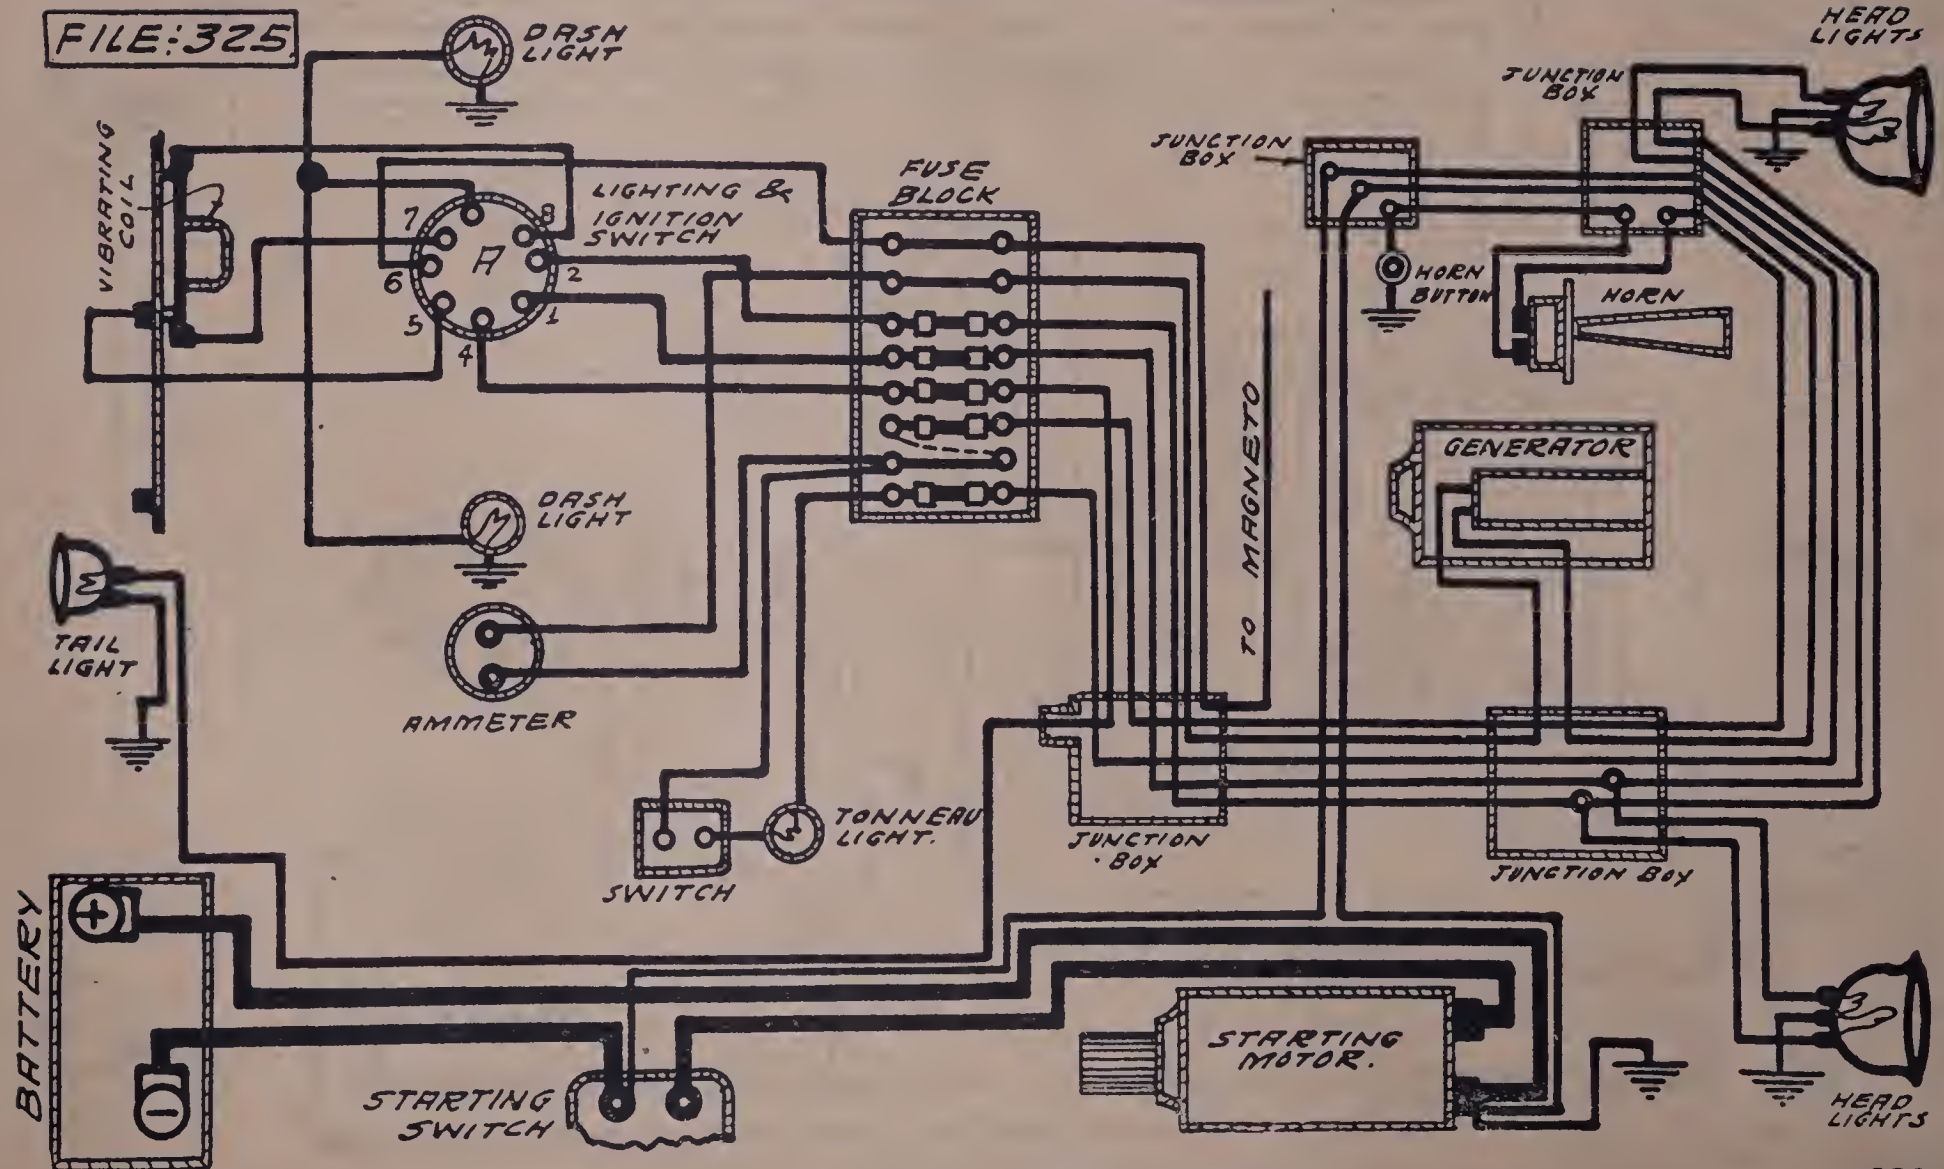 FILE:325
DASH
LIGHT
HEAD
LIGHTS
JUNCTION
BOX
VIBRATING
COIL
JUNCTION
BOX
FUSE
BLOCK
LIGHTING &
IGNITION
SWITCH
7
8
A
6
2
5
1
4
HORN
BUTTON
HORN
TO MAGNETO
GENERATOR
DASH
LIGHT
TAIL
LIGHT
AMMETER
TONNEAU
LIGHT.
SWITCH
JUNCTION
BOX
JUNCTION BOX
BATTERY
+
-
STARTING
SWITCH
STARTING
MOTOR.
HEAD
LIGHTS